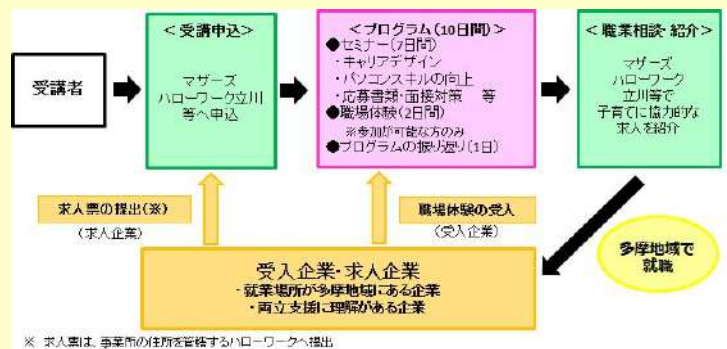 受講者
＜受講申込＞
マザーズ
ハローワーク立川
等へ申込
＜プログラム(10日間)＞
●セミナー(7日間)
・キャリアデザイン
・パソコンスキルの向上
・応募書類・面接対策　等
●職場体験(2日間)
※参加が可能な方のみ
●プログラムの振り返り(1日)
＜職業相談・紹介＞
マザーズ
ハローワーク
立川等で
子育てに協力的な
求人を紹介
求人票の提出(※)
(求人企業)
職場体験の受入
(受入企業)
多摩地域で
就職
受入企業・求人企業
・就業場所が多摩地域にある企業
・両立支援に理解がある企業
※ 求人票は、事業所の住所を管轄するハローワークへ提出